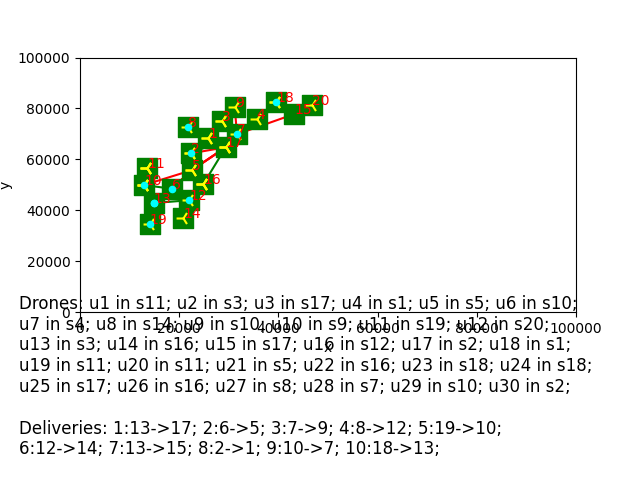 100000
80000
60000
40000
20000
0
y
0 20000 40000 60000 80000 100000
x
18
20
11
16
12
14
19
Drones: u1 in s11; u2 in s3; u3 in s17; u4 in s1; u5 in s5; u6 in s10;
u7 in s4; u8 in s14; u9 in s10; u10 in s9; u11 in s19; u12 in s20;
u13 in s3; u14 in s16; u15 in s17; u16 in s12; u17 in s2; u18 in s1;
u19 in s11; u20 in s11; u21 in s5; u22 in s16; u23 in s18; u24 in s18;
u25 in s17; u26 in s16; u27 in s8; u28 in s7; u29 in s10; u30 in s2;
Deliveries: 1:13->17; 2:6->5; 3:7->9; 4:8->12; 5:19->10;
6:12->14; 7:13->15; 8:2->1; 9:10->7; 10:18->13;